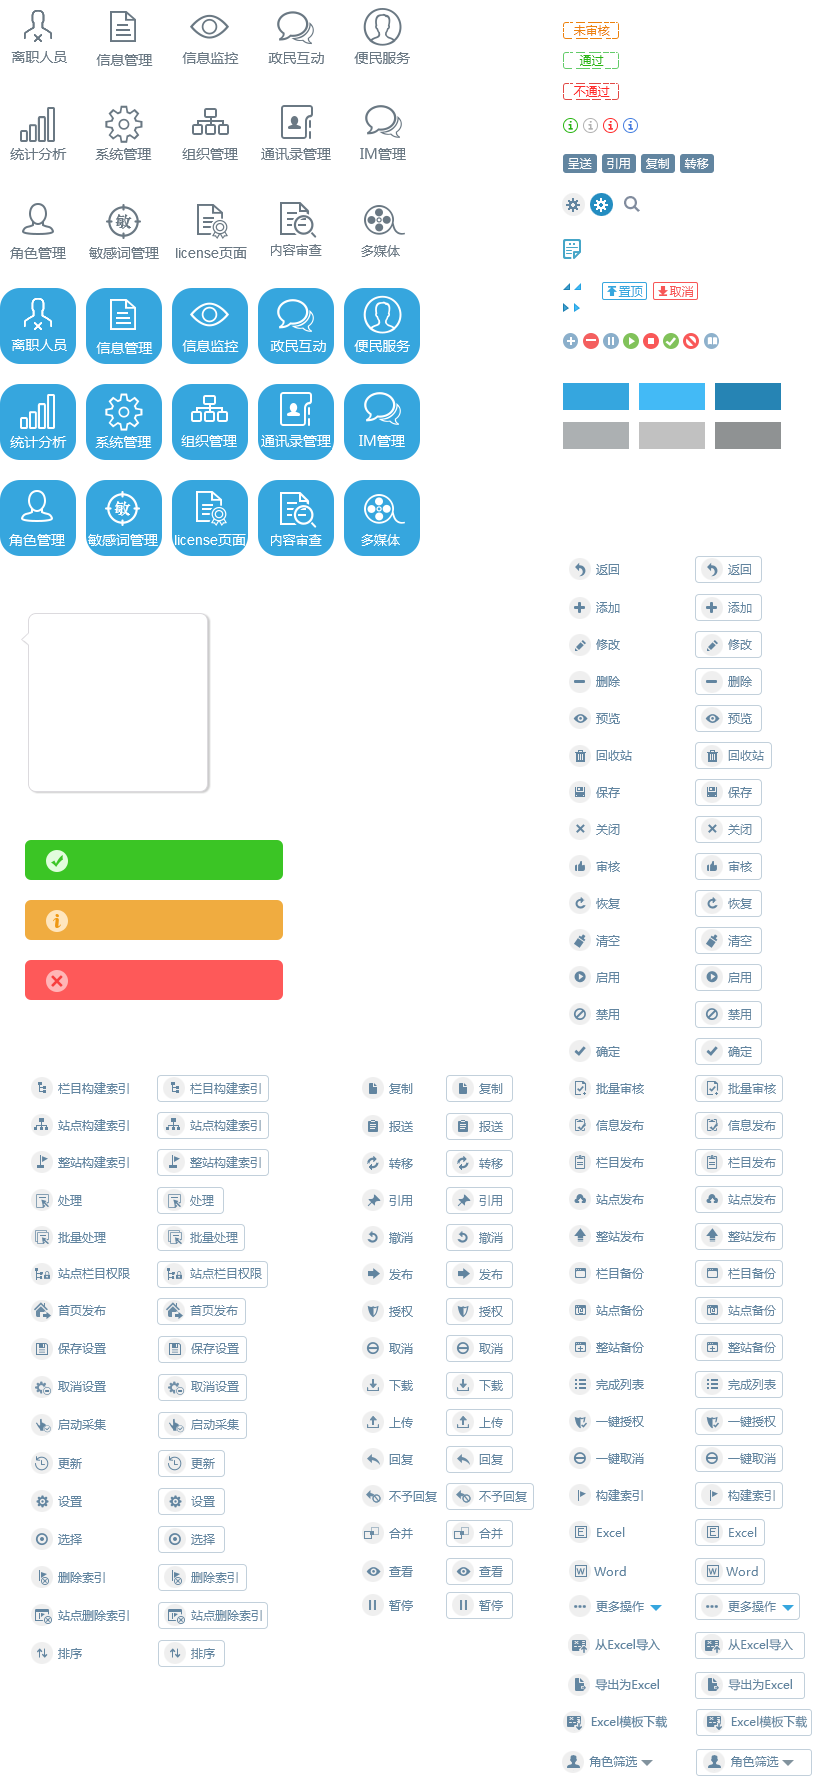 离职人员 信息管理 信息监控 政民互动 便民服务
统计分析 系统管理 组织管理 通讯录管理 IM管理
角色管理 敏感词管理 license页面 内容审查 多媒体
离职人员 信息管理 信息监控 政民互动 便民服务
统计分析 系统管理 组织管理 通讯录管理 IM管理
角色管理 敏感词管理 license页面 内容审查 多媒体
未审核
通过
不通过
呈送 引用 复制 转移
置顶 取消
返回 返回
添加 添加
修改 修改
删除 删除
预览 预览
回收站 回收站
保存 保存
关闭 关闭
审核 审核
恢复 恢复
清空 清空
启用 启用
禁用 禁用
确定 确定
批量审核 批量审核
信息发布 信息发布
栏目发布 栏目发布
站点发布 站点发布
整站发布 整站发布
栏目备份 栏目备份
站点备份 站点备份
整站备份 整站备份
完成列表 完成列表
一键授权 一键授权
一键取消 一键取消
构建索引 构建索引
Excel Excel
Word Word
更多操作 更多操作
从Excel导入 从Excel导入
导出为Excel 导出为Excel
Excel模板下载 Excel模板下载
角色筛选 角色筛选
栏目构建索引 栏目构建索引
站点构建索引 站点构建索引
整站构建索引 整站构建索引
处理 处理
批量处理 批量处理
站点栏目权限 站点栏目权限
首页发布 首页发布
保存设置 保存设置
取消设置 取消设置
启动采集 启动采集
更新 更新
设置 设置
选择 选择
删除索引 删除索引
站点删除索引 站点删除索引
排序 排序
复制 复制
报送 报送
转移 转移
引用 引用
撤消 撤消
发布 发布
授权 授权
取消 取消
下载 下载
上传 上传
回复 回复
不予回复 不予回复
合并 合并
查看 查看
暂停 暂停